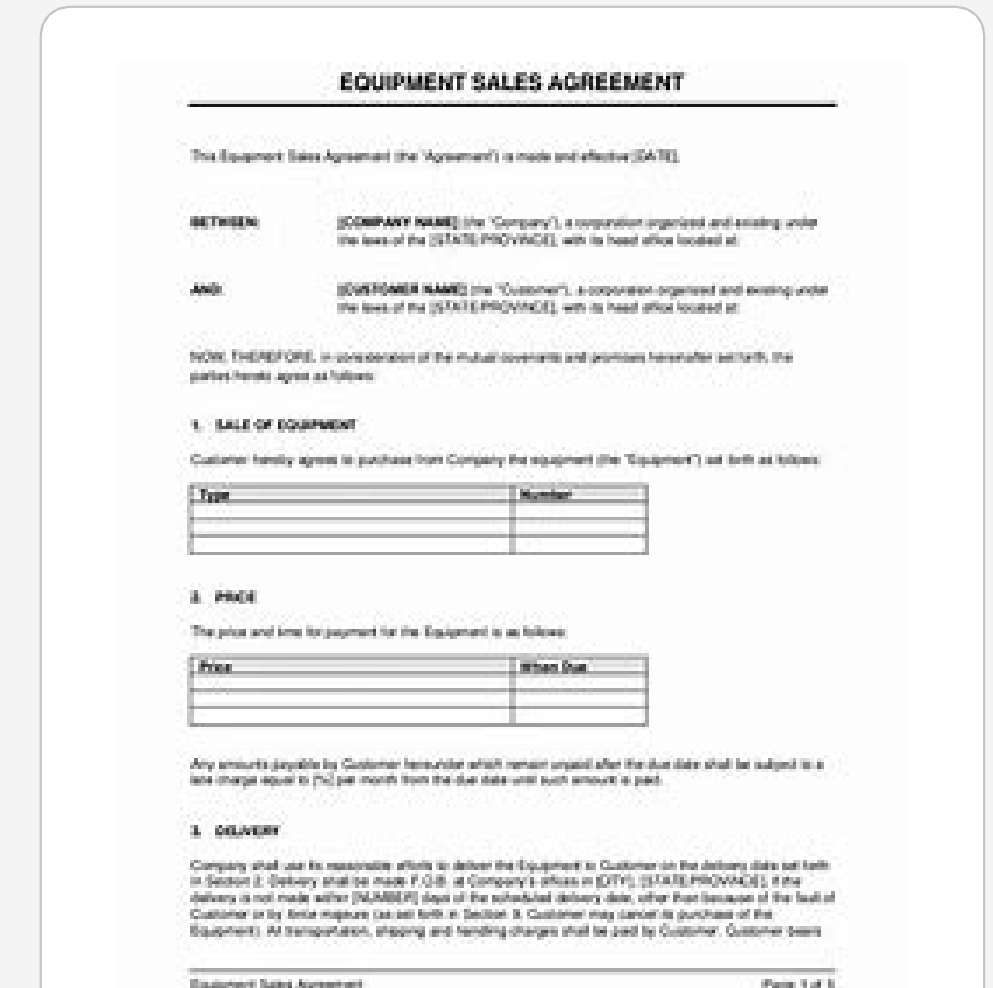 EQUIPMENT SALES AGREEMENT
This Equipment Sales Agreement (the "Agreement") is made and effective [DATE],
BETWEEN: [COMPANY NAME] (the "Company"), a corporation organized and existing under
the laws of the [STATE/PROVINCE], with its head office located at:
AND: [CUSTOMER NAME] (the "Customer"), a corporation organized and existing under
the laws of the [STATE/PROVINCE], with its head office located at:
NOW, THEREFORE, in consideration of the mutual covenants and promises hereinafter set forth, the
parties hereto agree as follows:
1. SALE OF EQUIPMENT
Customer hereby agrees to purchase from Company the equipment (the "Equipment") set forth as follows:
Type Number
2. PRICE
The price and time for payment for the Equipment is as follows:
Price When Due
Any amounts payable by Customer hereunder which remain unpaid after the due date shall be subject to a
late charge equal to [%] per month from the due date until such amount is paid.
3. DELIVERY
Company shall use its reasonable efforts to deliver the Equipment to Customer on the delivery date set forth
in Section 2. Delivery shall be made F.O.B. at Company's offices in [CITY], [STATE/PROVINCE]. If the
delivery is not made within [NUMBER] days of the scheduled delivery date, other than because of the fault of
Customer or by force majeure (as set forth in Section 9, Customer may cancel its purchase of the
Equipment). All transportation, shipping and handling charges shall be paid by Customer. Customer bears
Equipment Sales Agreement Page 1 of